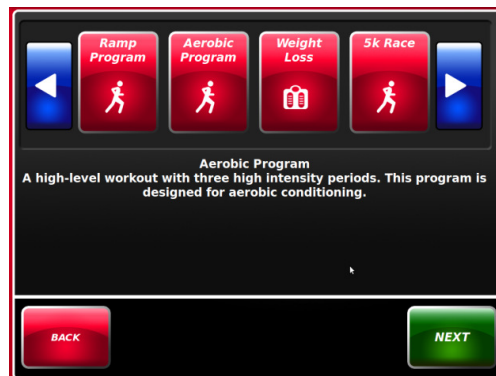 Ramp
Program
Aerobic
Program
Weight
Loss
5k Race
Aerobic Program
A high-level workout with three high intensity periods. This program is
designed for aerobic conditioning.
BACK
NEXT